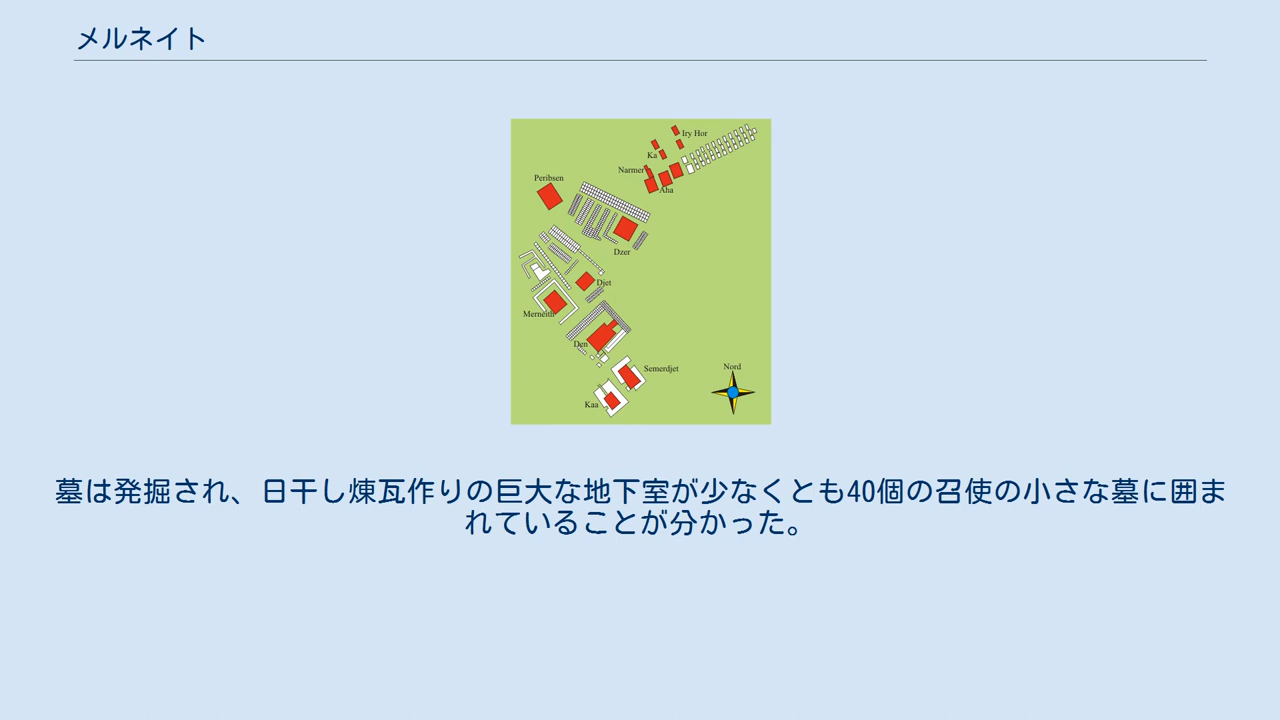 メルネイト
Iry Hor
Ka
Narmer
Aha
Peribsen
Dzer
Djet
Merneith
Den
Semerdjet
Nord
Kaa
墓は発掘され、日干し煉瓦作りの巨大な地下室が少なくとも40個の召使の小さな墓に囲ま
れていることが分かった。